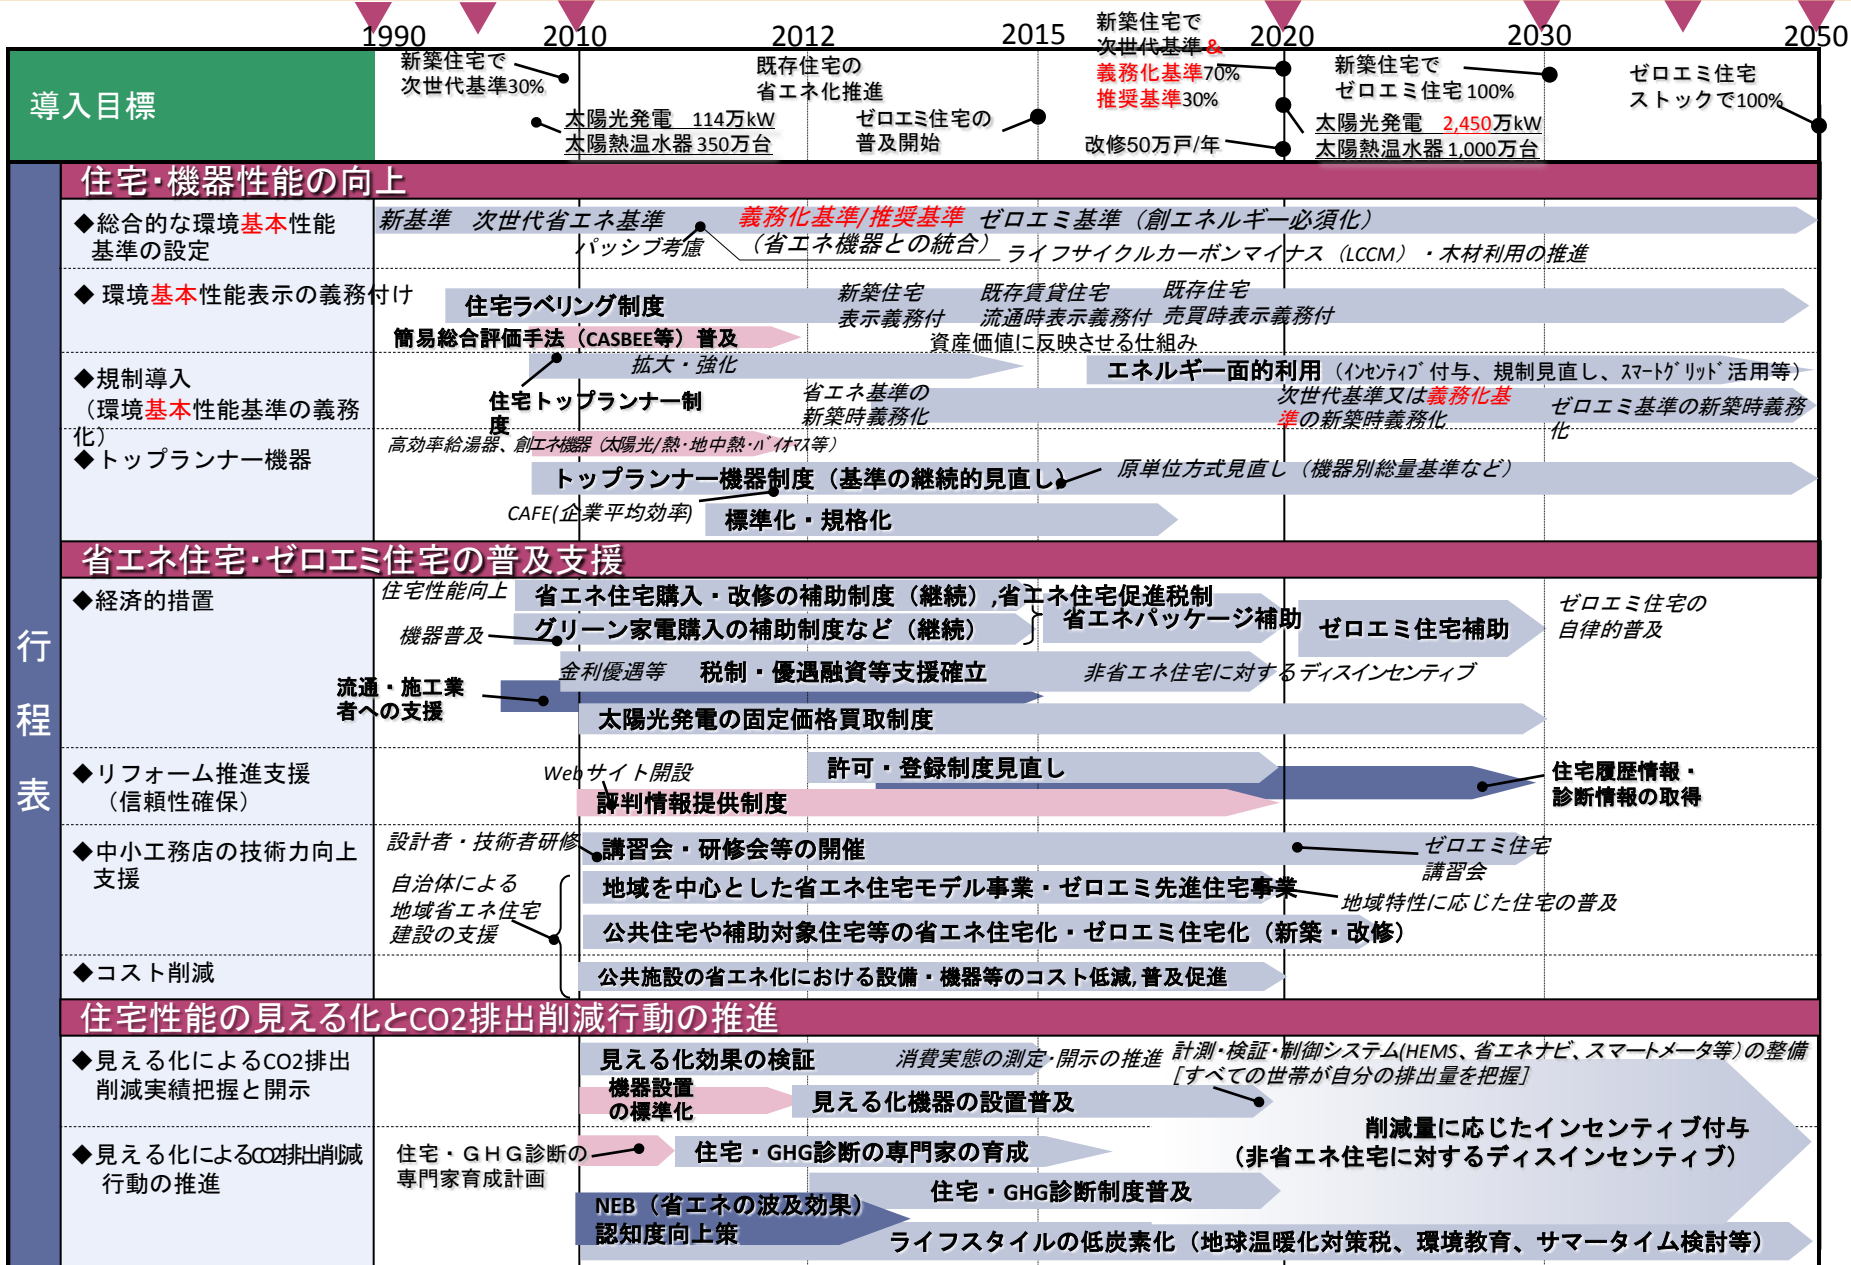 1990 2010 2012 2015 2020 2030 2050
導入目標
新築住宅で
次世代基準30%
太陽光発電　114万kW
太陽熱温水器350万台
既存住宅の
省エネ化推進
ゼロエミ住宅の
普及開始
新築住宅で
次世代基準&
義務化基準70%
推奨基準30%
改修50万戸/年
新築住宅で
ゼロエミ住宅100%
太陽光発電　2,450万kW
太陽熱温水器1,000万台
ゼロエミ住宅
ストックで100%
行程表
住宅・機器性能の向上
◆総合的な環境基本性能
基準の設定
新基準　次世代省エネ基準
義務化基準/推奨基準
ゼロエミ基準（創エネルギー必須化）
パッシブ考慮
（省エネ機器との統合）
ライフサイクルカーボンマイナス（LCCM）・木材利用の推進
◆環境基本性能表示の義務付け
住宅ラベリング制度
新築住宅
表示義務付
既存賃貸住宅
流通時表示義務付
既存住宅
売買時表示義務付
簡易総合評価手法（CASBEE等）普及
資産価値に反映させる仕組み
◆規制導入
（環境基本性能基準の義務
化）
拡大・強化
エネルギー面的利用（インセンティブ付与、規制見直し、スマートグリッド活用等）
住宅トップランナー制
度
省エネ基準の
新築時義務化
次世代基準又は義務化基
準の新築時義務化
ゼロエミ基準の新築時義務
化
◆トップランナー機器
高効率給湯器、創エネ機器（太陽光/熱・地中熱・バイオマス等）
トップランナー機器制度（基準の継続的見直し）
原単位方式見直し（機器別総量基準など）
CAFE(企業平均効率)
標準化・規格化
省エネ住宅・ゼロエミ住宅の普及支援
◆経済的措置
住宅性能向上
省エネ住宅購入・改修の補助制度（継続）,省エネ住宅促進税制
機器普及
グリーン家電購入の補助制度など（継続）
省エネパッケージ補助
ゼロエミ住宅補助
ゼロエミ住宅の
自律的普及
金利優遇等
税制・優遇融資等支援確立
非省エネ住宅に対するディスインセンティブ
流通・施工業
者への支援
太陽光発電の固定価格買取制度
◆リフォーム推進支援
（信頼性確保）
Webサイト開設
許可・登録制度見直し
評判情報提供制度
住宅履歴情報・
診断情報の取得
◆中小工務店の技術力向上
支援
設計者・技術者研修
講習会・研修会等の開催
ゼロエミ住宅
講習会
自治体による
地域省エネ住宅
建設の支援
地域を中心とした省エネ住宅モデル事業・ゼロエミ先進住宅事業
地域特性に応じた住宅の普及
公共住宅や補助対象住宅等の省エネ住宅化・ゼロエミ住宅化（新築・改修）
◆コスト削減
公共施設の省エネ化における設備・機器等のコスト低減,普及促進
住宅性能の見える化とCO2排出削減行動の推進
◆見える化によるCO2排出
削減実績把握と開示
見える化効果の検証
消費実態の測定・開示の推進
計測・検証・制御システム(HEMS、省エネナビ、スマートメータ等）の整備
[すべての世帯が自分の排出量を把握]
機器設置
の標準化
見える化機器の設置普及
削減量に応じたインセンティブ付与
（非省エネ住宅に対するディスインセンティブ）
◆見える化によるCO2排出削減
行動の推進
住宅・GHG診断の
専門家育成計画
住宅・GHG診断の専門家の育成
住宅・GHG診断制度普及
NEB（省エネの波及効果）
認知度向上策
ライフスタイルの低炭素化（地球温暖化対策税、環境教育、サマータイム検討等）